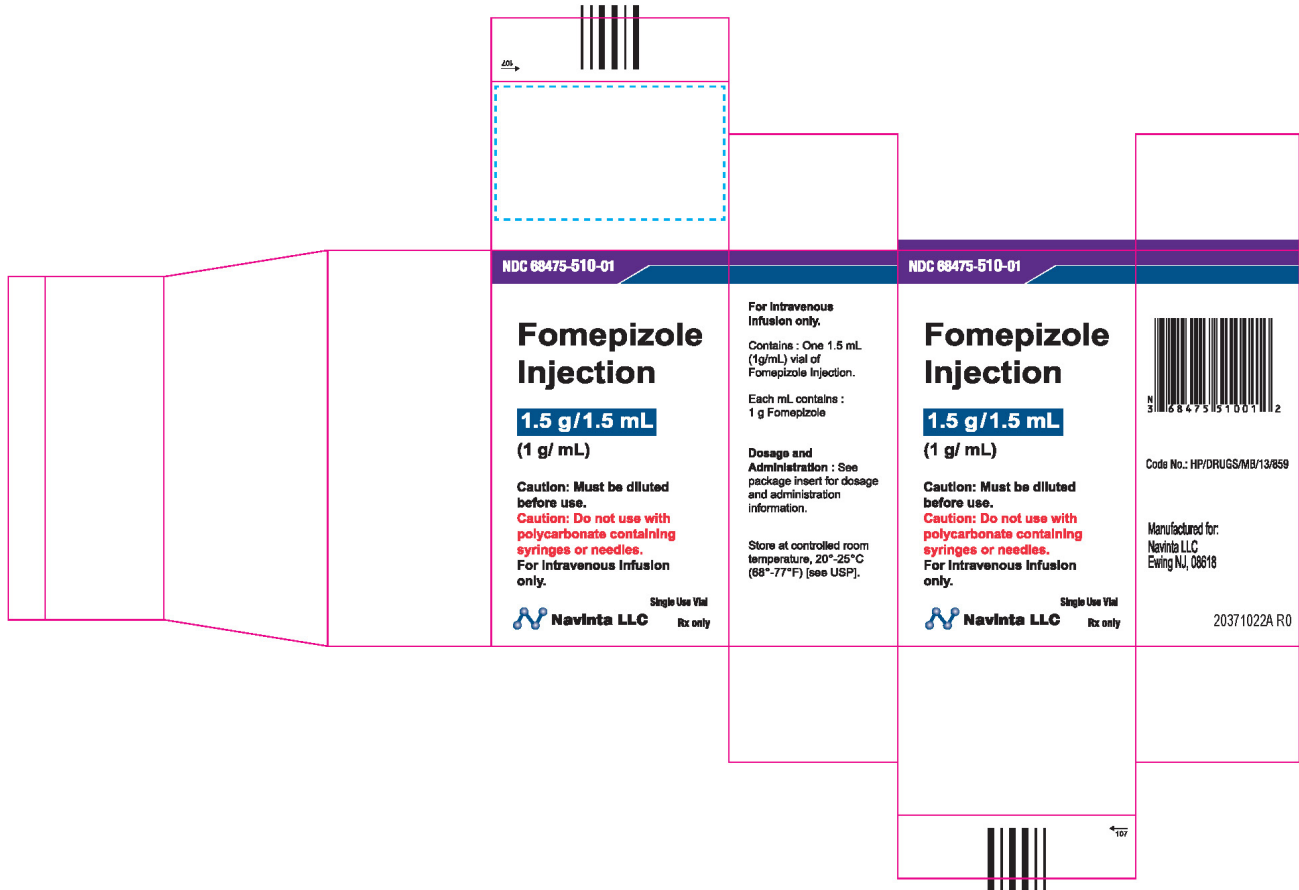 107
NDC 68475-510-01
Fomepizole
Injection
1.5 g/1.5 mL
(1 g/ mL)
Caution: Must be diluted
before use.
Caution: Do not use with
polycarbonate containing
syringes or needles.
For Intravenous Infusion
only.
Single Use Vial
Navinta LLC
Rx only
For Intravenous
Infusion only.
Contains : One 1.5 mL
(1g/mL) vial of
Fomepizole Injection.
Each mL contains :
1 g Fomepizole
Dosage and
Administration : See
package insert for dosage
and administration
information.
Store at controlled room
temperature, 20°-25°C
(68°-77°F) [see USP].
NDC 68475-510-01
Fomepizole
Injection
1.5 g/1.5 mL
(1 g/ mL)
Caution: Must be diluted
before use.
Caution: Do not use with
polycarbonate containing
syringes or needles.
For Intravenous Infusion
only.
Single Use Vial
Navinta LLC
Rx only
N
3 68475 51001 2
Code No.: HP/DRUGS/MB/13/859
Manufactured for:
Navinta LLC
Ewing NJ, 08618
20371022A R0
107